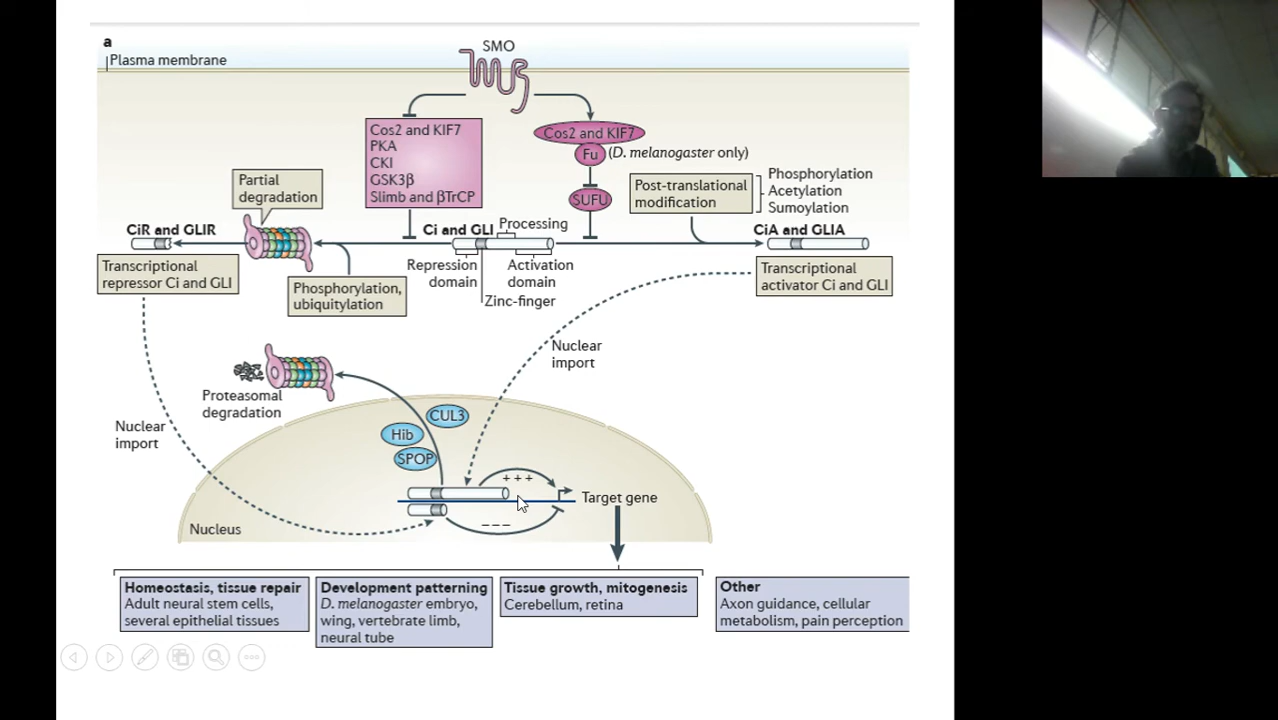 a
SMO
Plasma membrane
Cos2 and KIF7
PKA
CKI
GSK3β
Slimb and βTrCP
Cos2 and KIF7
Fu
(D. melanogaster only)
SUFU
Post-translational
modification
Phosphorylation
Acetylation
Sumoylation
Partial
degradation
CiR and GLIR
Ci and GLI
Processing
CiA and GLIA
Transcriptional
repressor Ci and GLI
Phosphorylation,
ubiquitylation
Repression
domain
Activation
domain
Zinc-finger
Transcriptional
activator Ci and GLI
Nuclear
import
Proteasomal
degradation
Nuclear
import
CUL3
Hib
SPOP
+ + +
Target gene
– – –
Nucleus
Homeostasis, tissue repair
Adult neural stem cells,
several epithelial tissues
Development patterning
D. melanogaster embryo,
wing, vertebrate limb,
neural tube
Tissue growth, mitogenesis
Cerebellum, retina
Other
Axon guidance, cellular
metabolism, pain perception